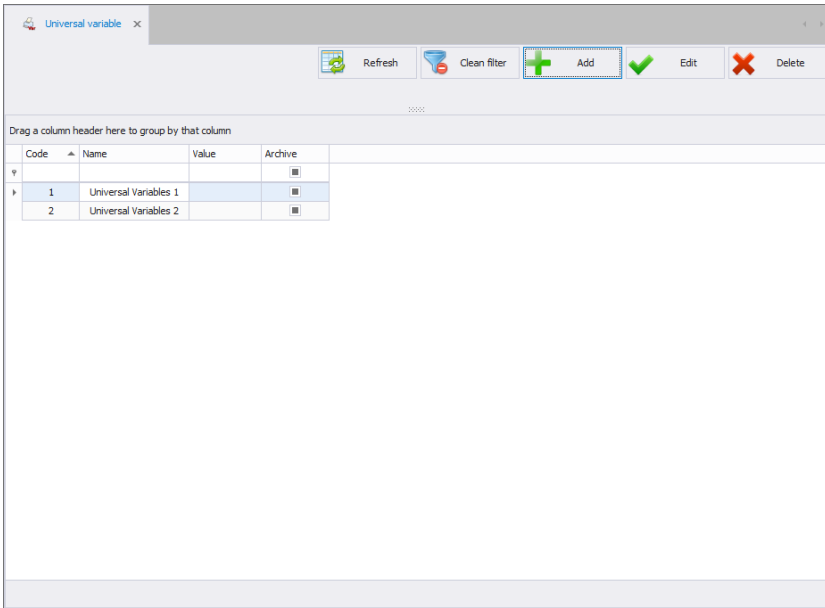 Universal variable
Refresh Clean filter Add Edit Delete
Drag a column header here to group by that column
Code Name Value Archive
1 Universal Variables 1
2 Universal Variables 2